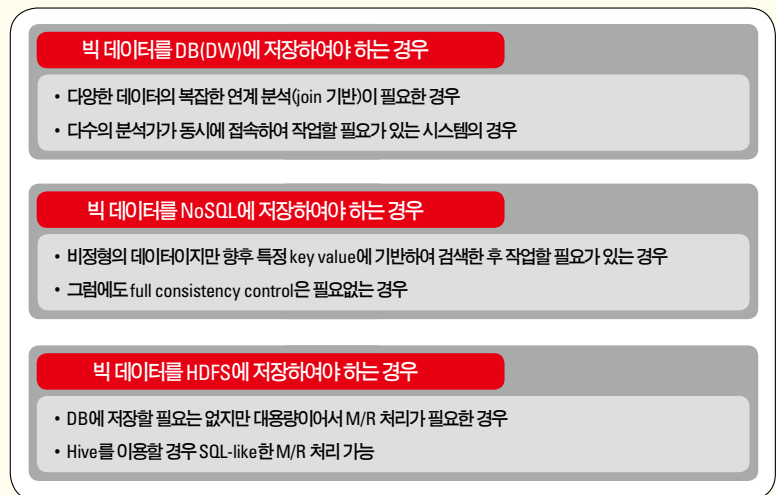 빅 데이터를 DB(DW)에 저장하여야 하는 경우
• 다양한 데이터의 복잡한 연계 분석(join 기반)이 필요한 경우
• 다수의 분석가가 동시에 접속하여 작업할 필요가 있는 시스템의 경우
빅 데이터를 NoSQL에 저장하여야 하는 경우
• 비정형의 데이터이지만 향후 특정 key value에 기반하여 검색한 후 작업할 필요가 있는 경우
• 그럼에도 full consistency control은 필요없는 경우
빅 데이터를 HDFS에 저장하여야 하는 경우
• DB에 저장할 필요는 없지만 대용량이어서 M/R 처리가 필요한 경우
• Hive를 이용할 경우 SQL-like한 M/R 처리 가능